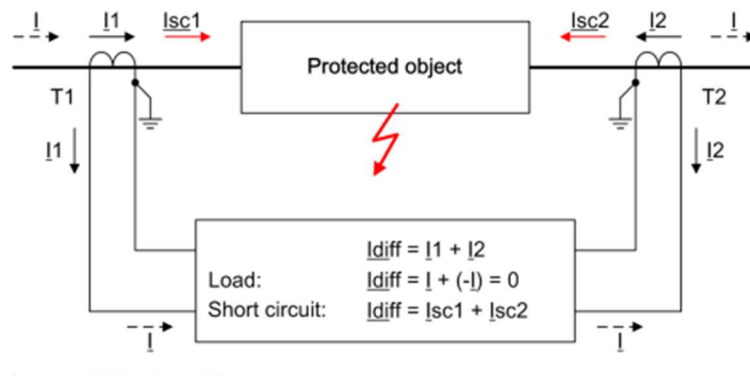 I I1 Isc1 Isc2 I2 I
Protected object
T1 T2
I1 I2
Idiff = I1 + I2
Load: Idiff = I + (-I) = 0
Short circuit: Idiff = Isc1 + Isc2
I I